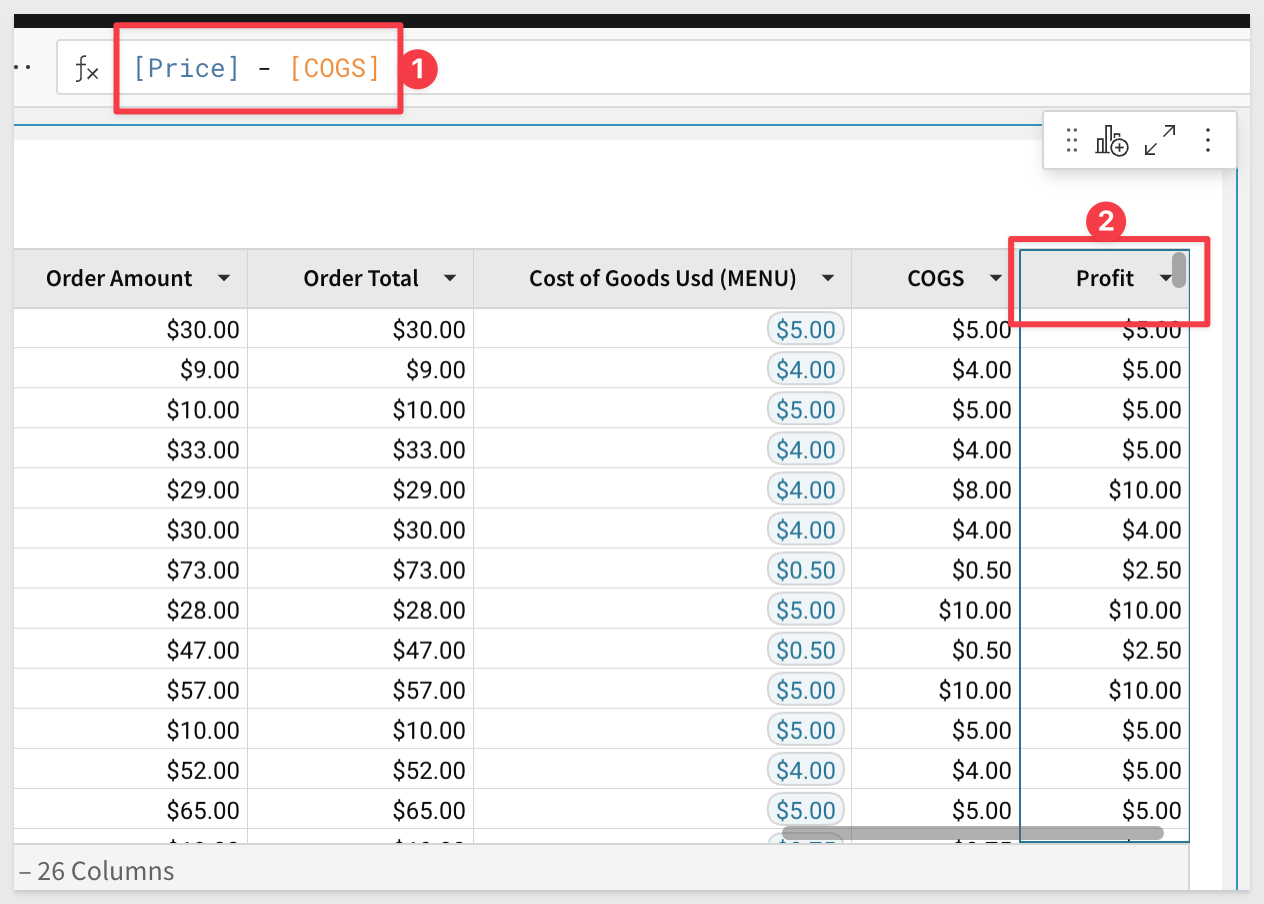 fx [Price] - [COGS] 1
2
Order Amount Order Total Cost of Goods Usd (MENU) COGS Profit
$30.00 $30.00 $5.00 $5.00 $5.00
$9.00 $9.00 $4.00 $4.00 $5.00
$10.00 $10.00 $5.00 $5.00 $5.00
$33.00 $33.00 $4.00 $4.00 $5.00
$29.00 $29.00 $4.00 $8.00 $10.00
$30.00 $30.00 $4.00 $4.00 $4.00
$73.00 $73.00 $0.50 $0.50 $2.50
$28.00 $28.00 $5.00 $10.00 $10.00
$47.00 $47.00 $0.50 $0.50 $2.50
$57.00 $57.00 $5.00 $10.00 $10.00
$10.00 $10.00 $5.00 $5.00 $5.00
$52.00 $52.00 $4.00 $4.00 $5.00
$65.00 $65.00 $5.00 $5.00 $5.00
– 26 Columns